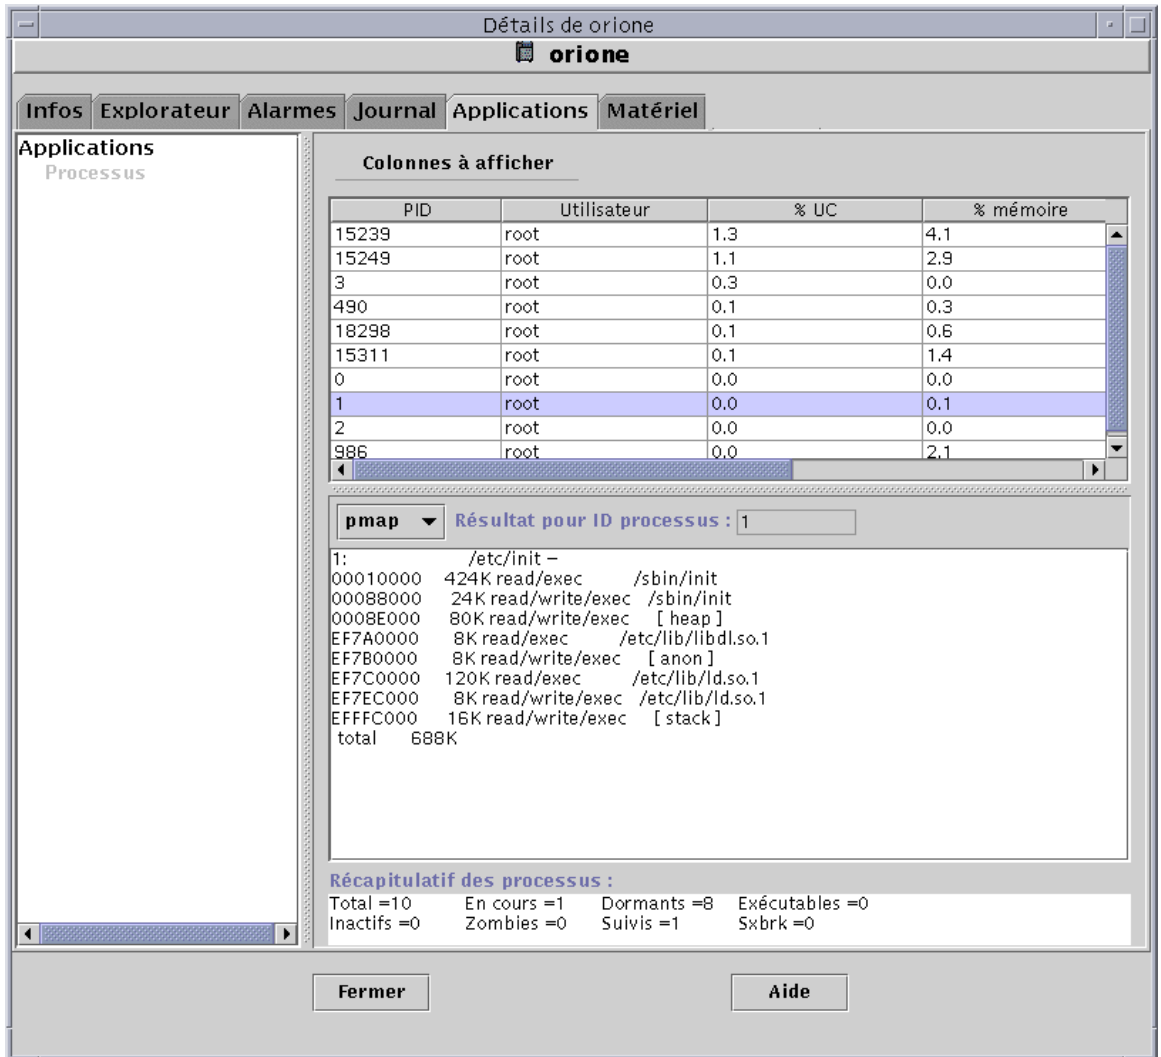 Détails de orione
orione
Infos Explorateur Alarmes Journal Applications Matériel
Applications
Processus
Colonnes à afficher
PID Utilisateur % UC % mémoire
15239 root 1.3 4.1
15249 root 1.1 2.9
3 root 0.3 0.0
490 root 0.1 0.3
18298 root 0.1 0.6
15311 root 0.1 1.4
0 root 0.0 0.0
1 root 0.0 0.1
2 root 0.0 0.0
986 root 0.0 2.1
pmap Résultat pour ID processus : 1
1: /etc/init –
00010000 424K read/exec /sbin/init
00088000 24K read/write/exec /sbin/init
0008E000 80K read/write/exec [ heap ]
EF7A0000 8K read/exec /etc/lib/libdl.so.1
EF7B0000 8K read/write/exec [ anon ]
EF7C0000 120K read/exec /etc/lib/ld.so.1
EF7EC000 8K read/write/exec /etc/lib/ld.so.1
EFFFC000 16K read/write/exec [ stack ]
total 688K
Récapitulatif des processus :
Total =10 En cours =1 Dormants =8 Exécutables =0
Inactifs =0 Zombies =0 Suivis =1 Sxbrk =0
Fermer Aide